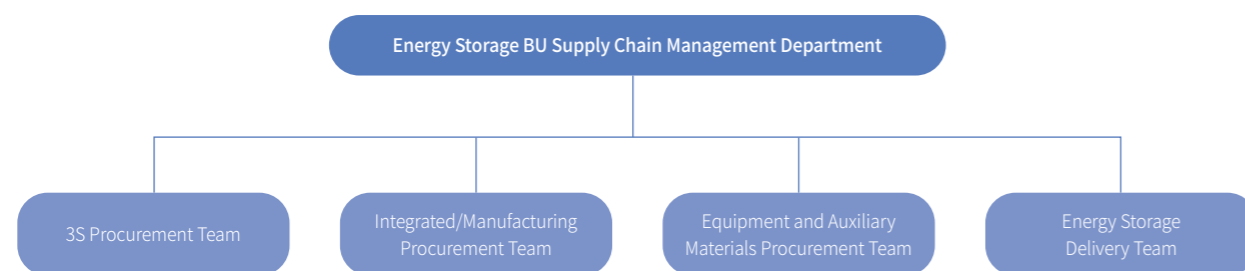 Energy Storage BU Supply Chain Management Department
3S Procurement Team
Integrated/Manufacturing
Procurement Team
Equipment and Auxiliary
Materials Procurement Team
Energy Storage
Delivery Team